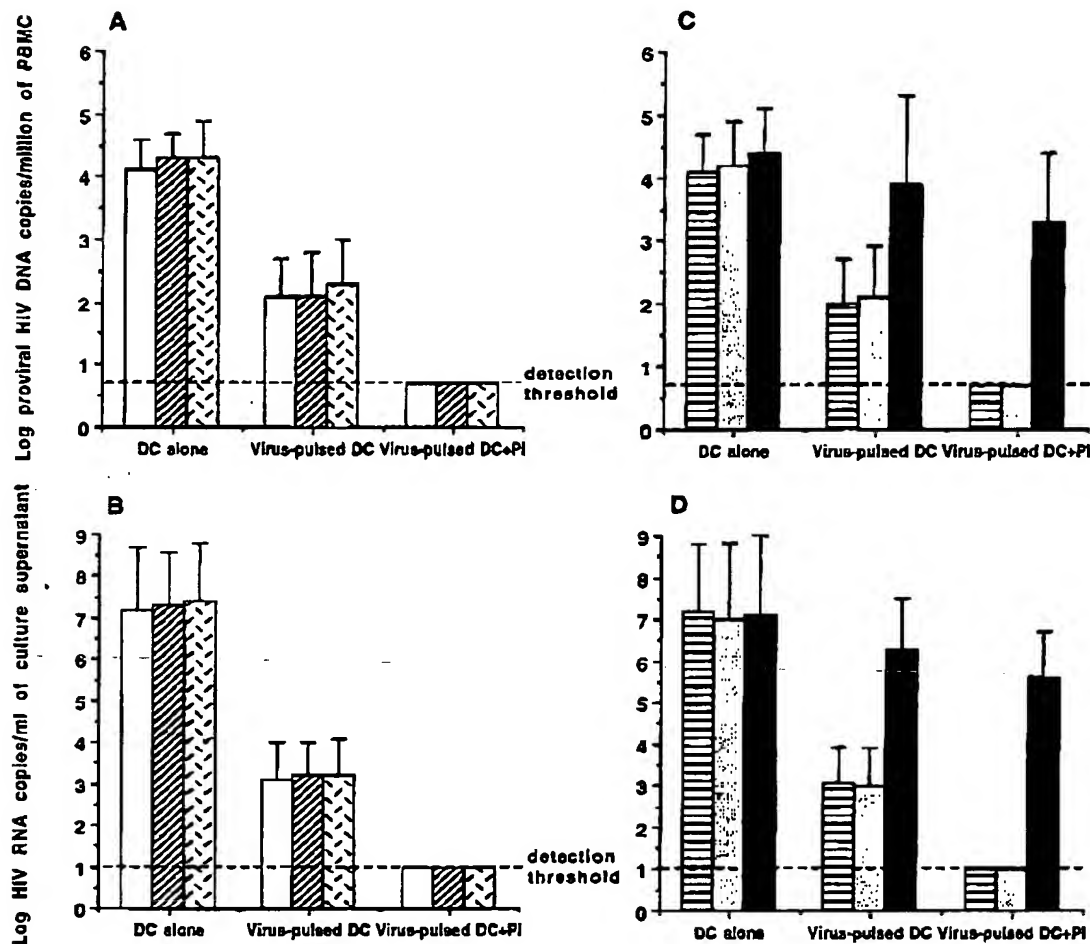 A
Log proviral HIV DNA copies/million of PBMC
6
5
4
3
2
1
0
detection
threshold
DC alone Virus-pulsed DC Virus-pulsed DC+PI
C
6
5
4
3
2
1
0
DC alone Virus-pulsed DC Virus-pulsed DC+PI
B
Log HIV RNA copies/ml of culture supernatant
9
8
7
6
5
4
3
2
1
0
detection
threshold
DC alone Virus-pulsed DC Virus-pulsed DC+PI
D
9
8
7
6
5
4
3
2
1
0
DC alone Virus-pulsed DC Virus-pulsed DC+PI